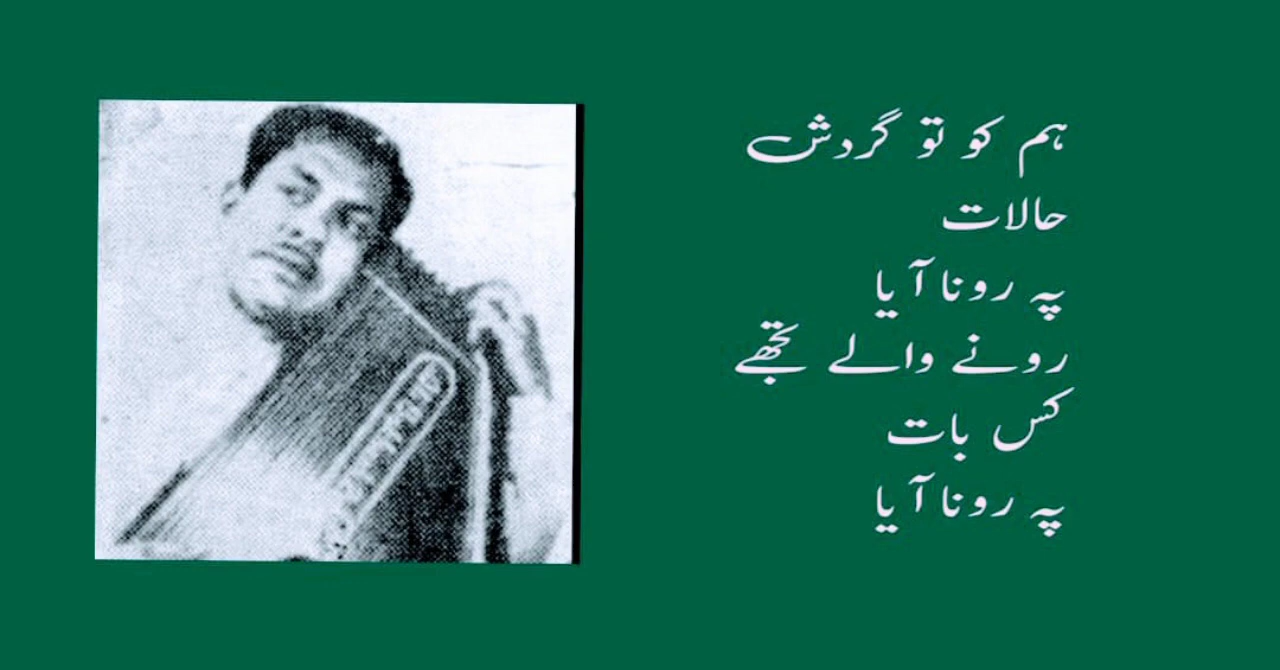 ہم کو تو گردش
حالات
پہ رونا آیا
رونے والے تجھے
کس بات
پہ رونا آیا